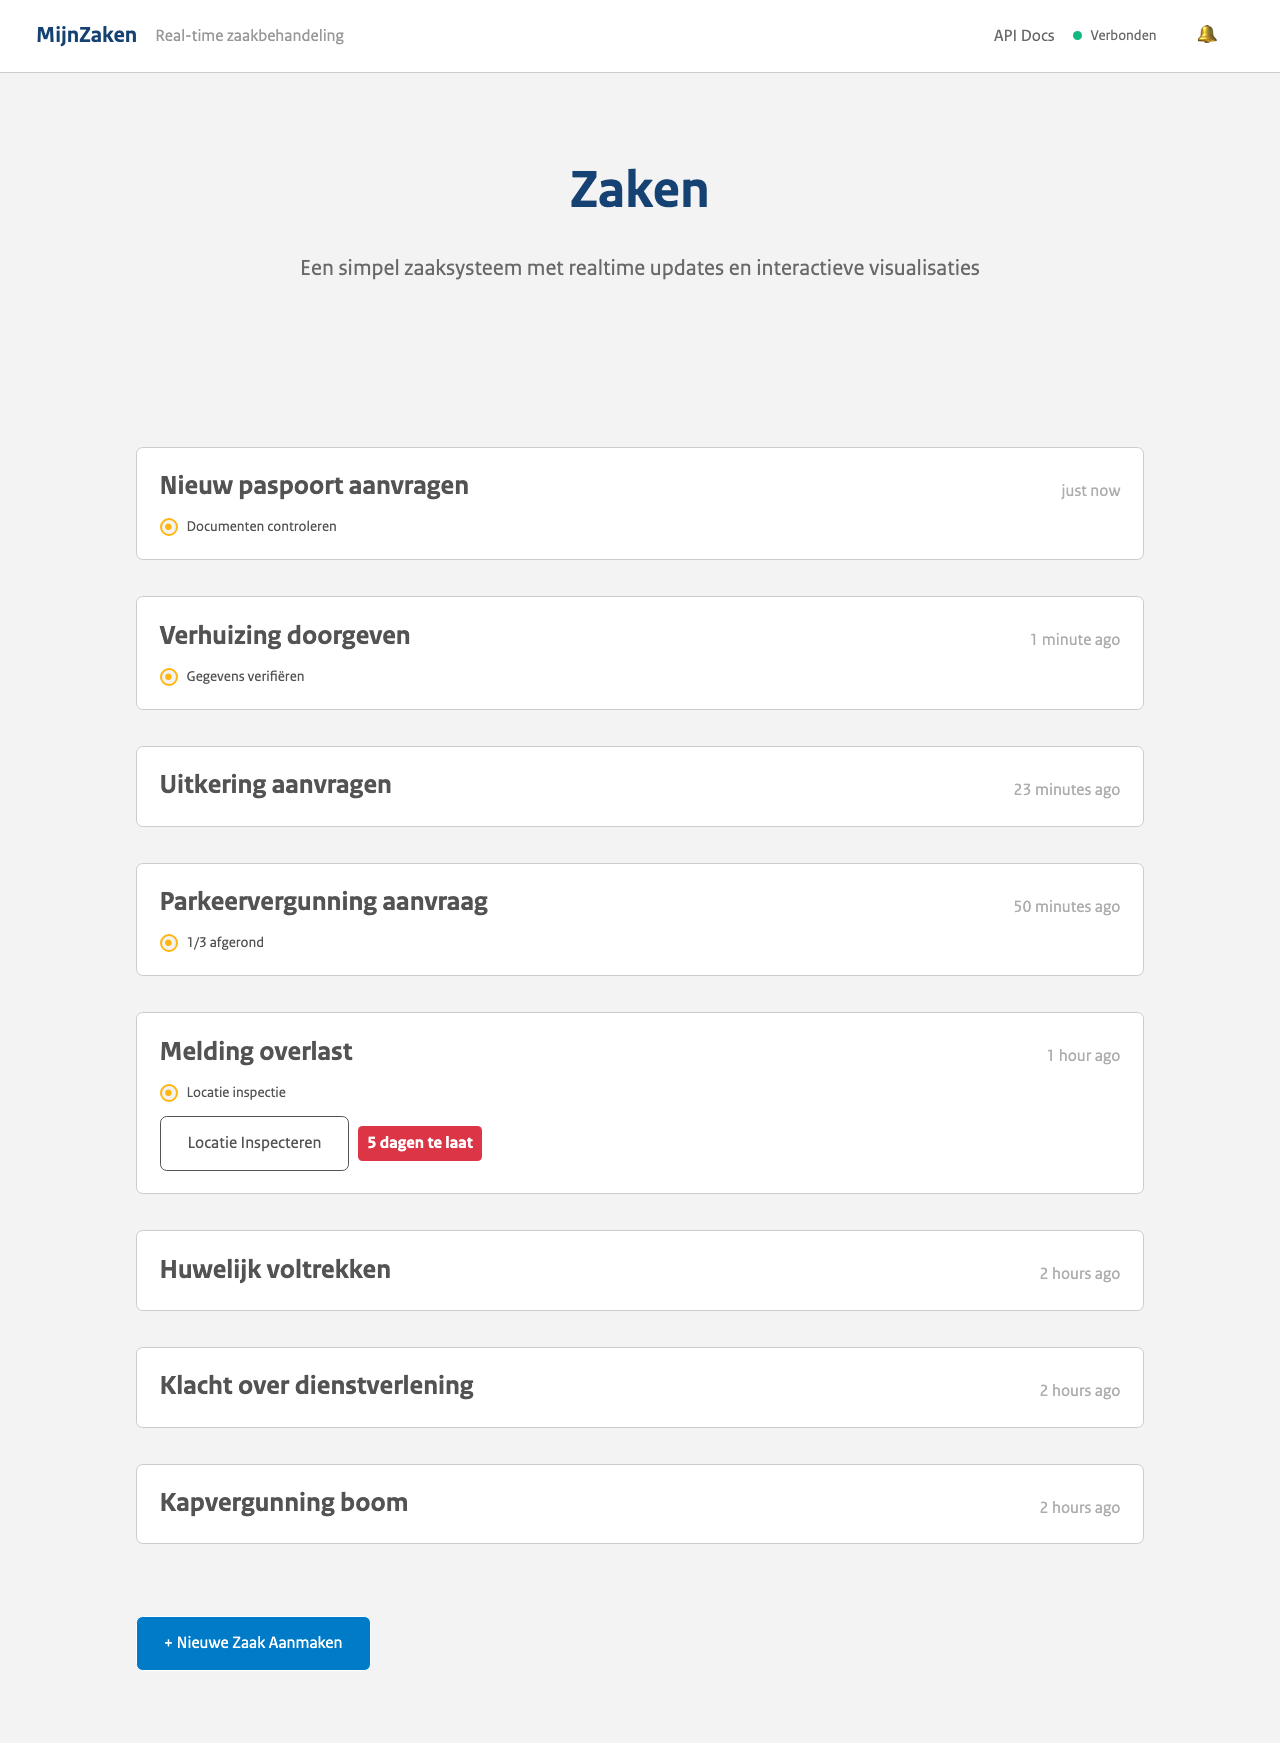 MijnZaken Real-time zaakbehandeling API Docs Verbonden
Zaken
Een simpel zaaksysteem met realtime updates en interactieve visualisaties
Nieuw paspoort aanvragen
just now
Documenten controleren
Verhuizing doorgeven
1 minute ago
Gegevens verifiëren
Uitkering aanvragen
23 minutes ago
Parkeervergunning aanvraag
50 minutes ago
1/3 afgerond
Melding overlast
1 hour ago
Locatie inspectie
Locatie Inspecteren
5 dagen te laat
Huwelijk voltrekken
2 hours ago
Klacht over dienstverlening
2 hours ago
Kapvergunning boom
2 hours ago
+ Nieuwe Zaak Aanmaken